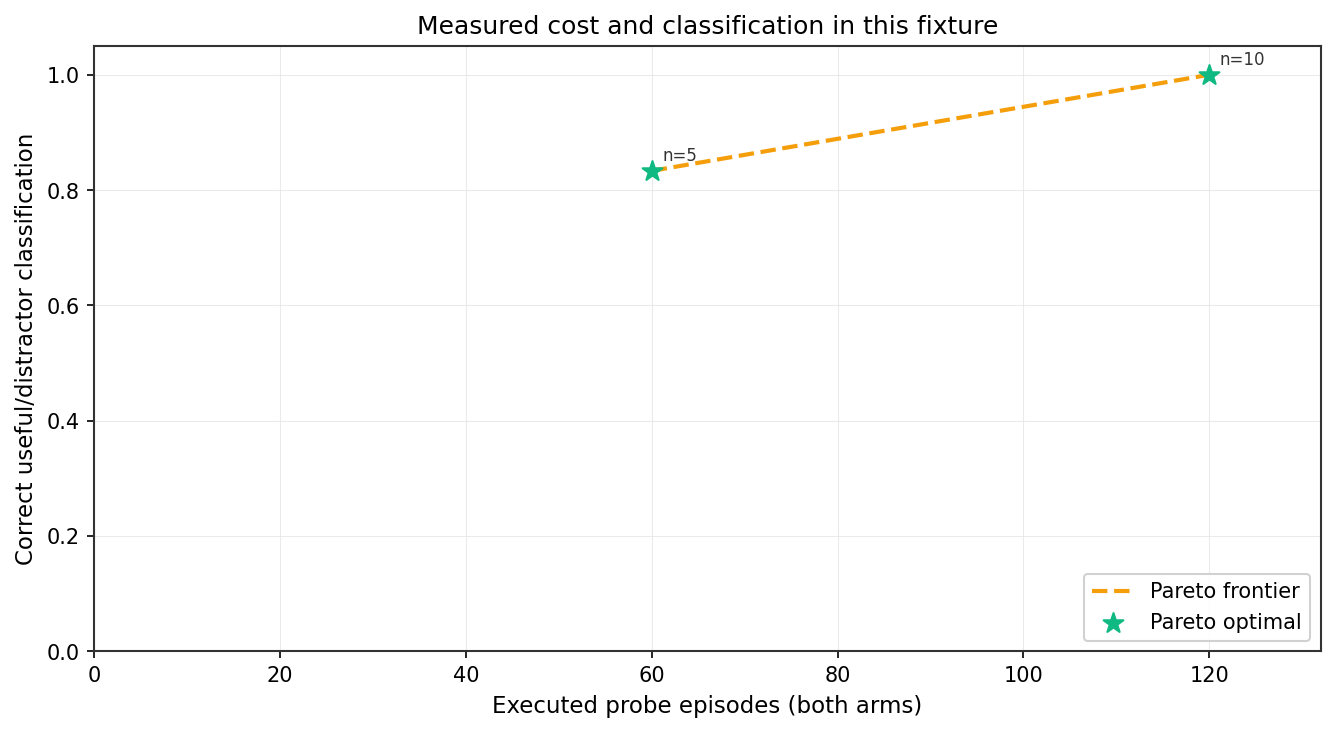 Measured cost and classification in this fixture
Correct useful/distractor classification
1.0
0.8
0.6
0.4
0.2
0.0
n=5
n=10
Pareto frontier
Pareto optimal
0
20
40
60
80
100
120
Executed probe episodes (both arms)